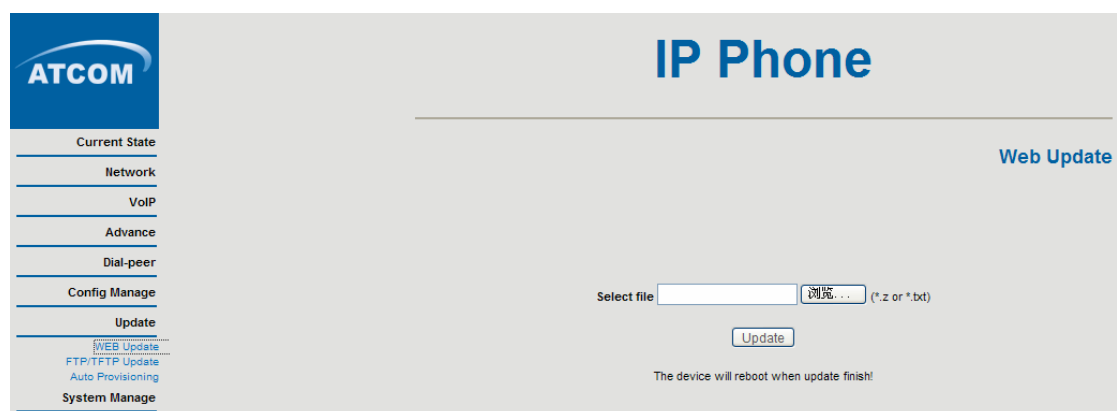 ATCOM
IP Phone
Current State
Network
VoIP
Advance
Dial-peer
Config Manage
Update
WEB Update
FTP/TFTP Update
Auto Provisioning
System Manage
Web Update
Select file 浏览... (*.z or *.txt)
Update
The device will reboot when update finish!